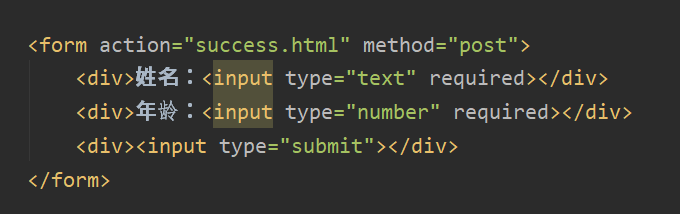 <form action="success.html" method="post">
<div>姓名：<input type="text" required></div>
<div>年龄：<input type="number" required></div>
<div><input type="submit"></div>
</form>